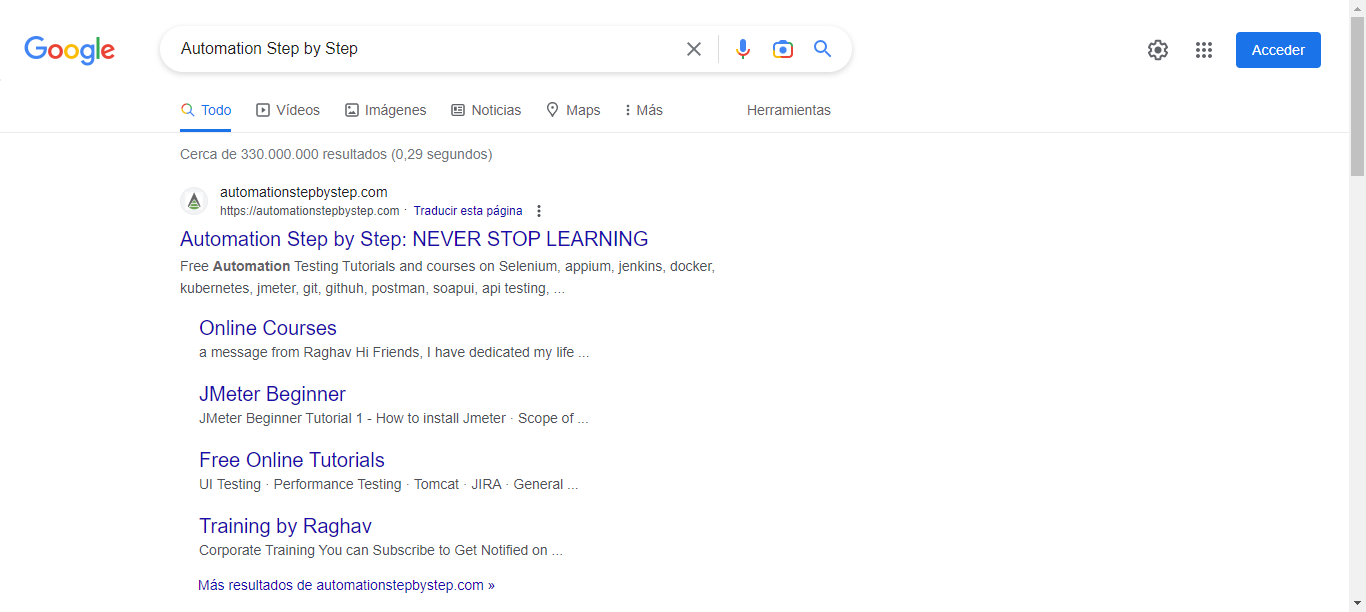 Google
Automation Step by Step
Acceder
Todo
Vídeos
Imágenes
Noticias
Maps
Más
Herramientas
Cerca de 330.000.000 resultados (0,29 segundos)
automationstepbystep.com
https://automationstepbystep.com · Traducir esta página
Automation Step by Step: NEVER STOP LEARNING
Free Automation Testing Tutorials and courses on Selenium, appium, jenkins, docker,
kubernetes, jmeter, git, githuh, postman, soapui, api testing, ...
Online Courses
a message from Raghav Hi Friends, I have dedicated my life ...
JMeter Beginner
JMeter Beginner Tutorial 1 - How to install Jmeter · Scope of ...
Free Online Tutorials
UI Testing · Performance Testing · Tomcat · JIRA · General ...
Training by Raghav
Corporate Training You can Subscribe to Get Notified on ...
Más resultados de automationstepbystep.com »